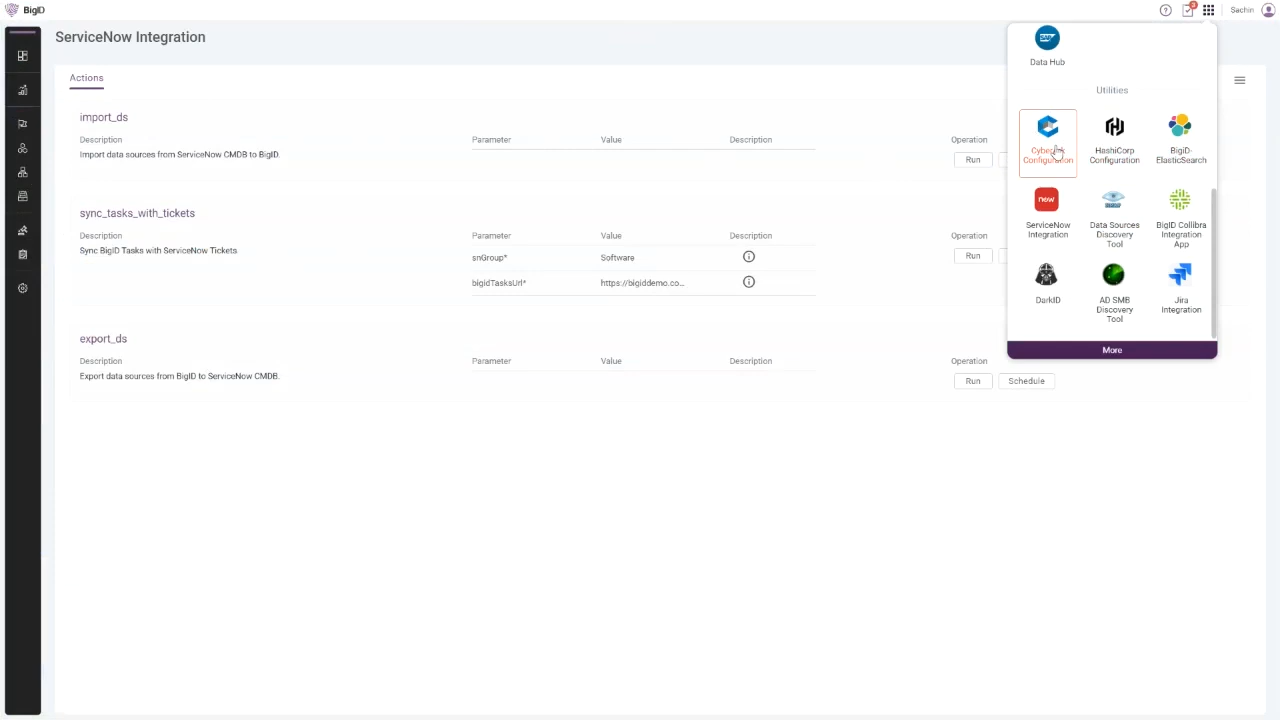 BigID
3
Sachin
ServiceNow Integration
Actions
import_ds
Description
Import data sources from ServiceNow CMDB to BigID.
Parameter Value Description
Operation
Run
sync_tasks_with_tickets
Description
Sync BigID Tasks with ServiceNow Tickets
Parameter Value Description
snGroup* Software
bigidTasksUrl* https://bigiddemo.co...
Operation
Run
export_ds
Description
Export data sources from BigID to ServiceNow CMDB.
Parameter Value Description
Operation
Run Schedule
SAP
Data Hub
Utilities
Configuration
HashiCorp
Configuration
BigID-
ElasticSearch
now
ServiceNow
Integration
Data Sources
Discovery
Tool
BigID Collibra
Integration
App
DarkID
AD SMB
Discovery
Tool
Jira
Integration
More